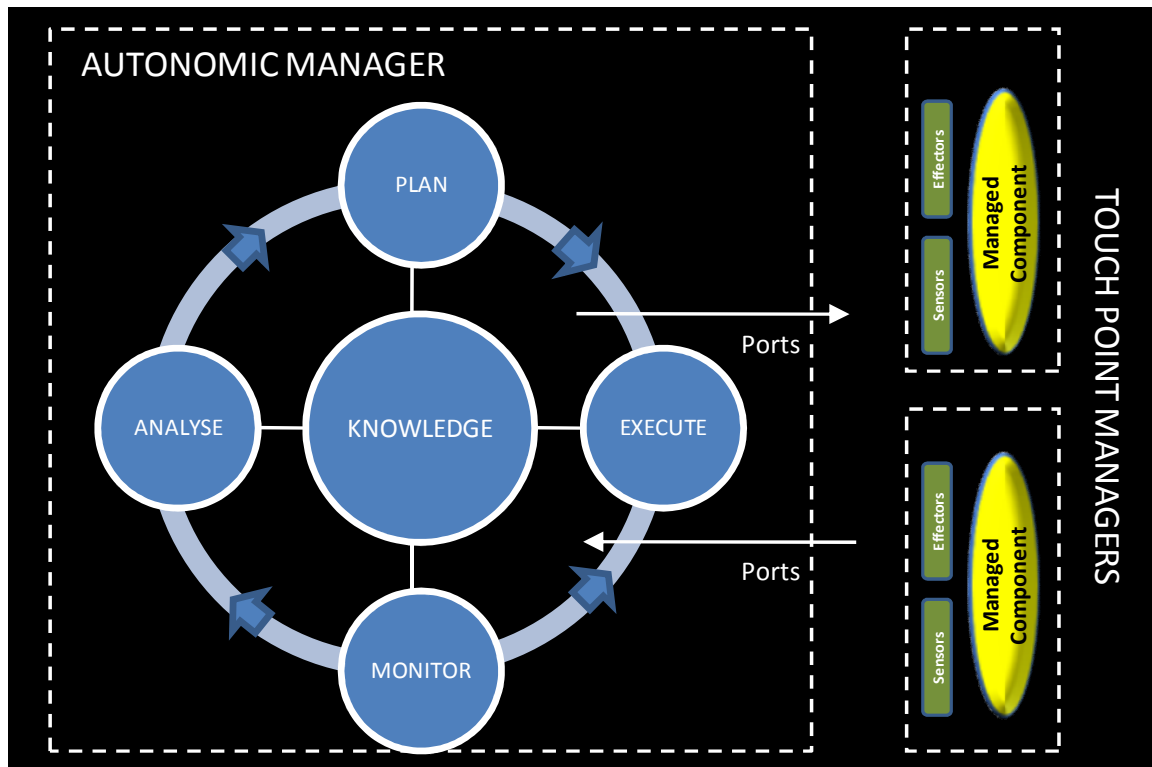 AUTONOMIC MANAGER
PLAN
ANALYSE
KNOWLEDGE
EXECUTE
MONITOR
Ports
Ports
Effectors
Sensors
Managed
Component
Effectors
Sensors
Managed
Component
TOUCH POINT MANAGERS